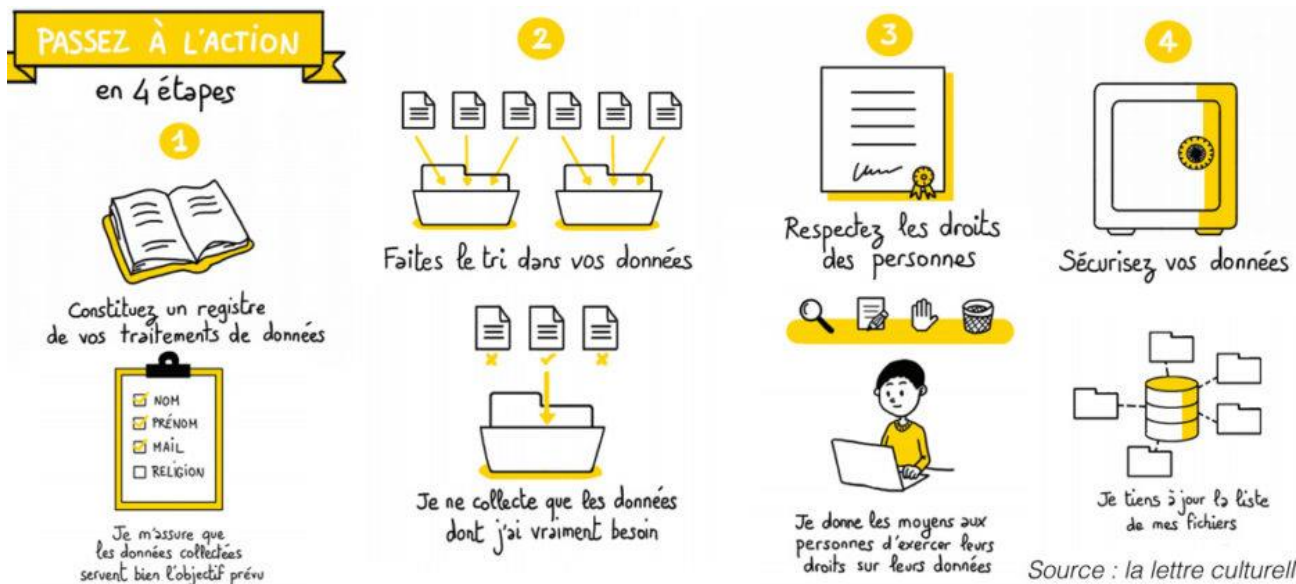 PASSEZ À L'ACTION
en 4 étapes
1
Constituez un registre
de vos traitements de données
NOM
PRÉNOM
MAIL
RELIGION
Je m'assure que
les données collectées
servent bien l'objectif prévu
2
Faites le tri dans vos données
Je ne collecte que les données
dont j'ai vraiment besoin
3
Respectez les droits
des personnes
Je donne les moyens aux
personnes d'exercer leurs
droits sur leurs données
4
Sécurisez vos données
Je tiens à jour la liste
de mes fichiers
Source : la lettre culturell